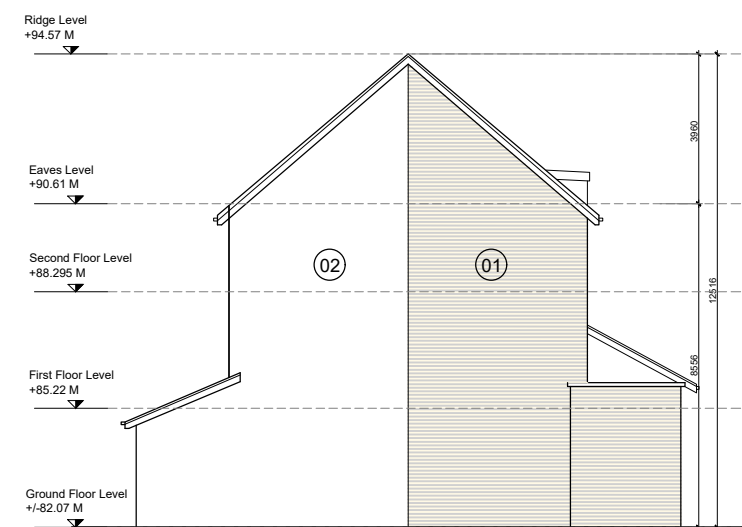 Ridge Level
+94.57 M
3960
Eaves Level
+90.61 M
Second Floor Level
+88.295 M
02
01
12516
8556
First Floor Level
+85.22 M
Ground Floor Level
+/-82.07 M